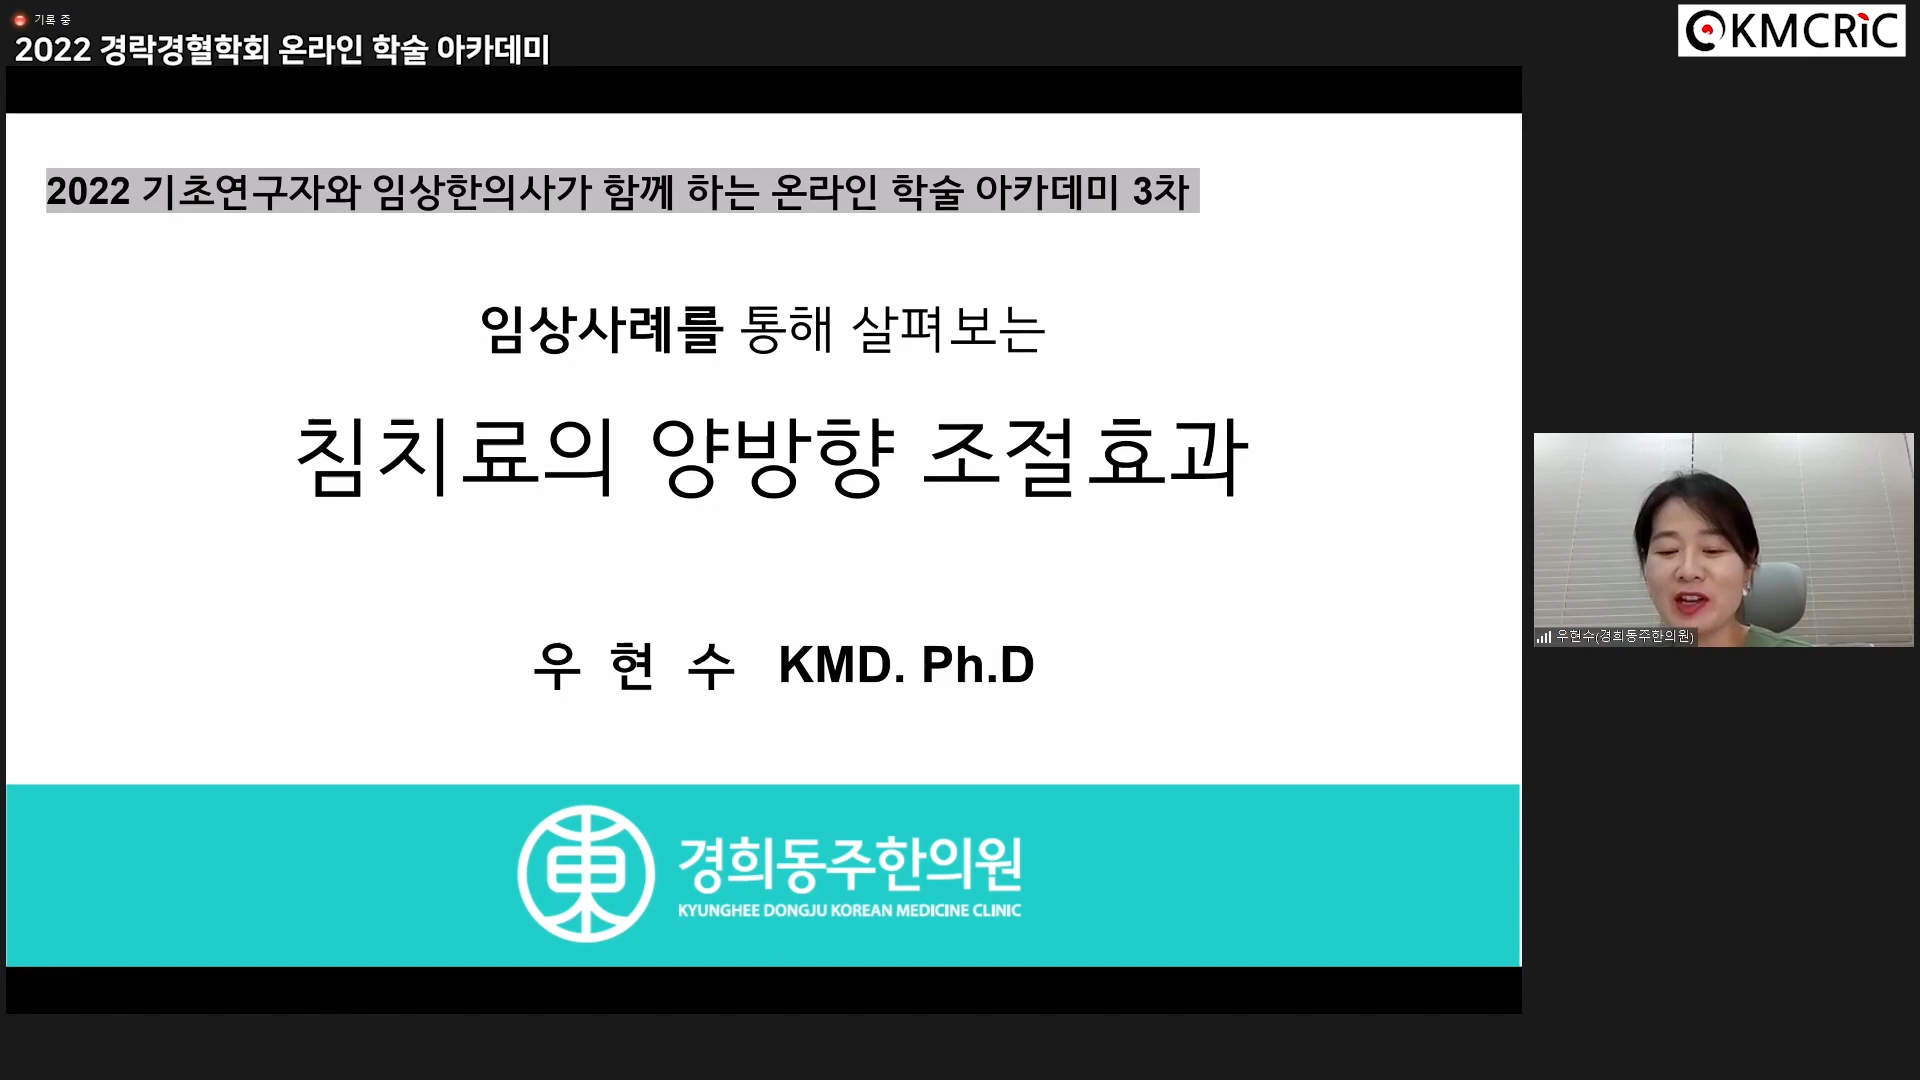 기록 중
2022 경락경혈학회 온라인 학술 아카데미
KMCRiC
2022 기초연구자와 임상한의사가 함께 하는 온라인 학술 아카데미 3차
임상사례를 통해 살펴보는
침치료의 양방향 조절효과
우 현 수 KMD. Ph.D
東
경희동주한의원
KYUNGHEE DONGJU KOREAN MEDICINE CLINIC
우현수(경희동주한의원)